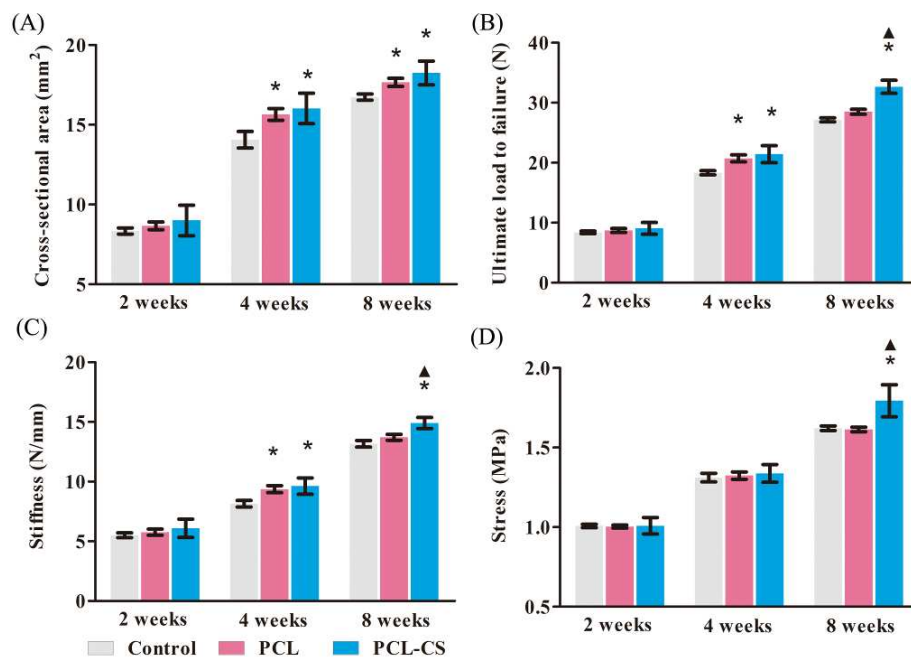 (A)
Cross-sectional area (mm²)
20
15
10
5
* * * *
2 weeks 4 weeks 8 weeks
(B)
Ultimate load to failure (N)
40
30
20
10
0
▲
* * *
2 weeks 4 weeks 8 weeks
(C)
Stiffness (N/mm)
20
15
10
5
0
▲
* * *
2 weeks 4 weeks 8 weeks
(D)
Stress (MPa)
2.0
1.5
1.0
0.5
▲
*
2 weeks 4 weeks 8 weeks
Control PCL PCL-CS